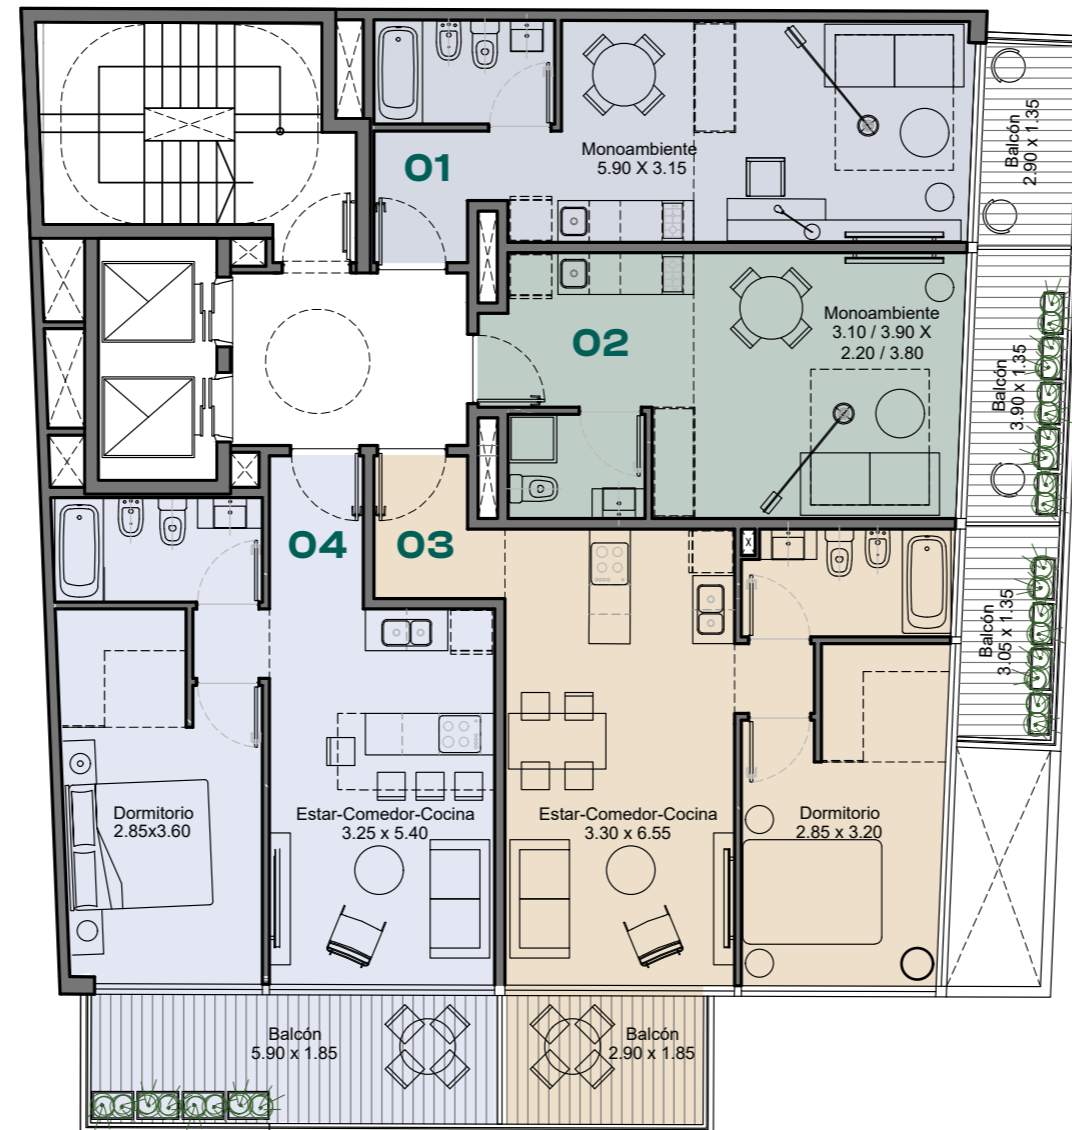 01
Monoambiente
5.90 X 3.15
Balcón
2.90 x 1.35
02
Monoambiente
3.10 / 3.90 X
2.20 / 3.80
Balcón
3.90 x 1.35
04
03
Balcón
3.05 x 1.35
Dormitorio
2.85x3.60
Estar-Comedor-Cocina
3.25 x 5.40
Estar-Comedor-Cocina
3.30 x 6.55
Dormitorio
2.85 x 3.20
Balcón
5.90 x 1.85
Balcón
2.90 x 1.85